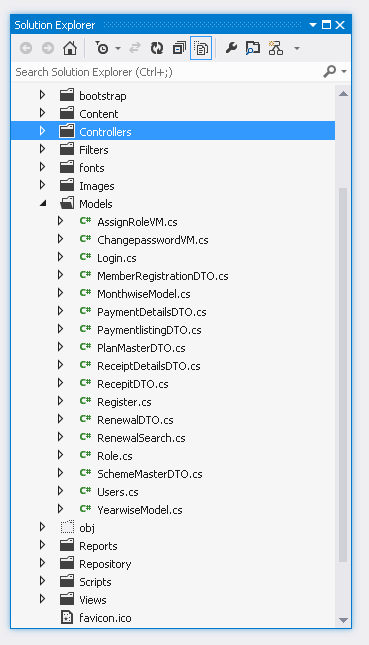 Solution Explorer
Search Solution Explorer (Ctrl+;)
bootstrap
Content
Controllers
Filters
fonts
Images
Models
C# AssignRoleVM.cs
C# ChangepasswordVM.cs
C# Login.cs
C# MemberRegistrationDTO.cs
C# MonthwiseModel.cs
C# PaymentDetailsDTO.cs
C# PaymentlistingDTO.cs
C# PlanMasterDTO.cs
C# ReceiptDetailsDTO.cs
C# RecepitDTO.cs
C# Register.cs
C# RenewalDTO.cs
C# RenewalSearch.cs
C# Role.cs
C# SchemeMasterDTO.cs
C# Users.cs
C# YearwiseModel.cs
obj
Reports
Repository
Scripts
Views
favicon.ico